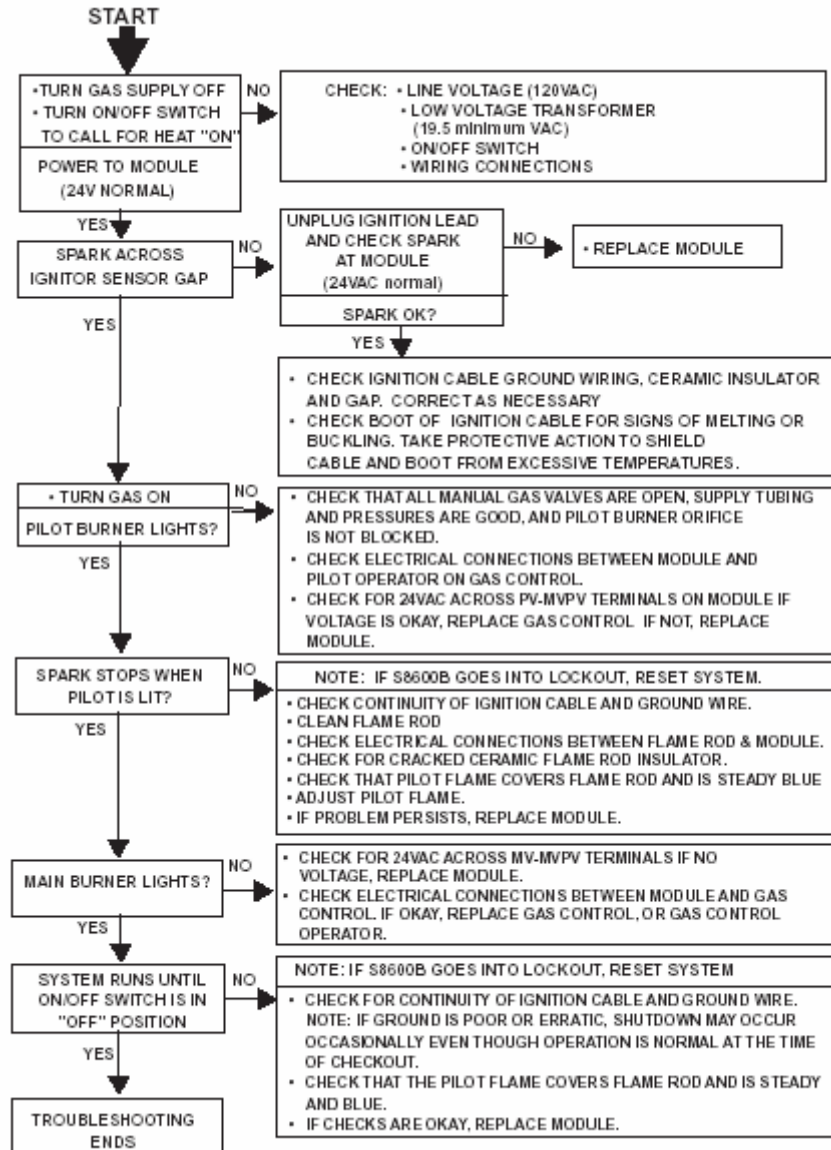 START
•TURN GAS SUPPLY OFF
• TURN ON/OFF SWITCH
TO CALL FOR HEAT "ON"
POWER TO MODULE
(24V NORMAL)
NO
CHECK: • LINE VOLTAGE (120VAC)
• LOW VOLTAGE TRANSFORMER
(19.5 minimum VAC)
• ON/OFF SWITCH
• WIRING CONNECTIONS
YES
SPARK ACROSS
IGNITOR SENSOR GAP
NO
UNPLUG IGNITION LEAD
AND CHECK SPARK
AT MODULE
(24VAC normal)
SPARK OK?
NO
• REPLACE MODULE
YES
YES
• CHECK IGNITION CABLE GROUND WIRING, CERAMIC INSULATOR
AND GAP. CORRECT AS NECESSARY
• CHECK BOOT OF IGNITION CABLE FOR SIGNS OF MELTING OR
BUCKLING. TAKE PROTECTIVE ACTION TO SHIELD
CABLE AND BOOT FROM EXCESSIVE TEMPERATURES.
• TURN GAS ON
PILOT BURNER LIGHTS?
NO
• CHECK THAT ALL MANUAL GAS VALVES ARE OPEN, SUPPLY TUBING
AND PRESSURES ARE GOOD, AND PILOT BURNER ORIFICE
IS NOT BLOCKED.
• CHECK ELECTRICAL CONNECTIONS BETWEEN MODULE AND
PILOT OPERATOR ON GAS CONTROL.
• CHECK FOR 24VAC ACROSS PV-MVPV TERMINALS ON MODULE IF
VOLTAGE IS OKAY, REPLACE GAS CONTROL IF NOT, REPLACE
MODULE.
YES
SPARK STOPS WHEN
PILOT IS LIT?
NO
NOTE: IF S8600B GOES INTO LOCKOUT, RESET SYSTEM.
• CHECK CONTINUITY OF IGNITION CABLE AND GROUND WIRE.
• CLEAN FLAME ROD
• CHECK ELECTRICAL CONNECTIONS BETWEEN FLAME ROD & MODULE.
• CHECK FOR CRACKED CERAMIC FLAME ROD INSULATOR.
• CHECK THAT PILOT FLAME COVERS FLAME ROD AND IS STEADY BLUE
• ADJUST PILOT FLAME.
• IF PROBLEM PERSISTS, REPLACE MODULE.
YES
MAIN BURNER LIGHTS?
NO
• CHECK FOR 24VAC ACROSS MV-MVPV TERMINALS IF NO
VOLTAGE, REPLACE MODULE.
• CHECK ELECTRICAL CONNECTIONS BETWEEN MODULE AND GAS
CONTROL. IF OKAY, REPLACE GAS CONTROL, OR GAS CONTROL
OPERATOR.
YES
SYSTEM RUNS UNTIL
ON/OFF SWITCH IS IN
"OFF" POSITION
NO
NOTE: IF S8600B GOES INTO LOCKOUT, RESET SYSTEM
• CHECK FOR CONTINUITY OF IGNITION CABLE AND GROUND WIRE.
NOTE: IF GROUND IS POOR OR ERRATIC, SHUTDOWN MAY OCCUR
OCCASIONALLY EVEN THOUGH OPERATION IS NORMAL AT THE TIME
OF CHECKOUT.
• CHECK THAT THE PILOT FLAME COVERS FLAME ROD AND IS STEADY
AND BLUE.
• IF CHECKS ARE OKAY, REPLACE MODULE.
YES
TROUBLESHOOTING
ENDS